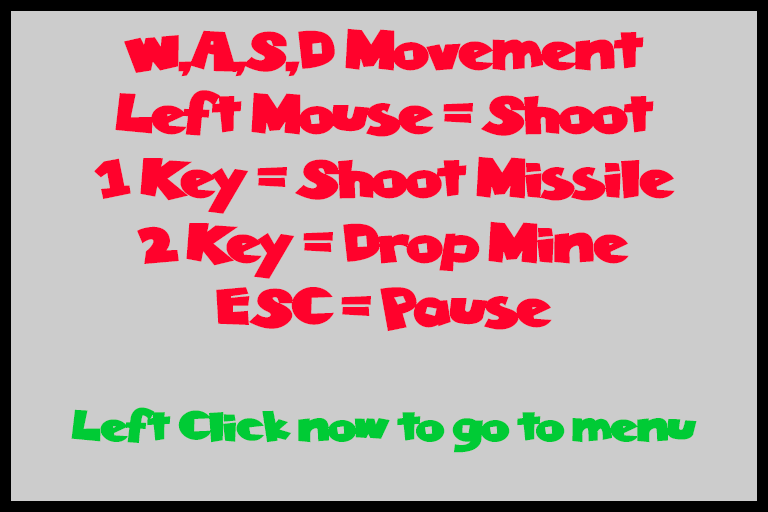 W,A,S,D Movement
Left Mouse = Shoot
1 Key = Shoot Missile
2 Key = Drop Mine
ESC = Pause
Left Click now to go to menu